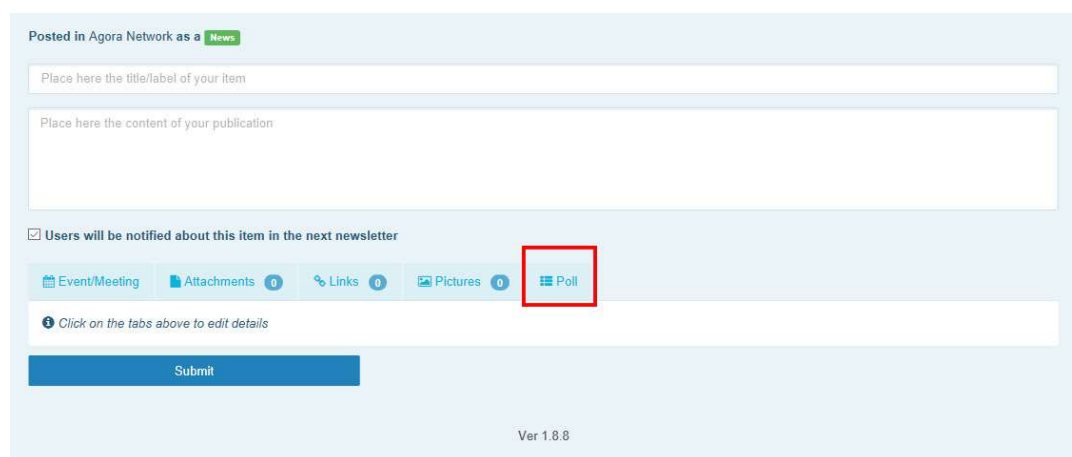 Posted in Agora Network as a News
Place here the title/label of your item
Place here the content of your publication
Users will be notified about this item in the next newsletter
Event/Meeting Attachments 0 Links 0 Pictures 0 Poll
Click on the tabs above to edit details
Submit
Ver 1.8.8